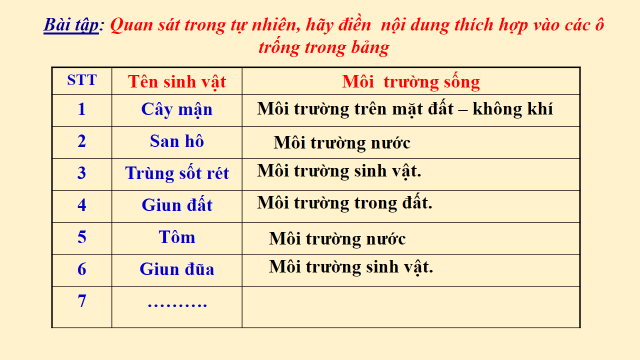 Bài tập: Quan sát trong tự nhiên, hãy điền nội dung thích hợp vào các ô
trống trong bảng
STT Tên sinh vật Môi trường sống
1 Cây mận Môi trường trên mặt đất – không khí
2 San hô Môi trường nước
3 Trùng sốt rét Môi trường sinh vật.
4 Giun đất Môi trường trong đất.
5 Tôm Môi trường nước
6 Giun đũa Môi trường sinh vật.
7 ……….